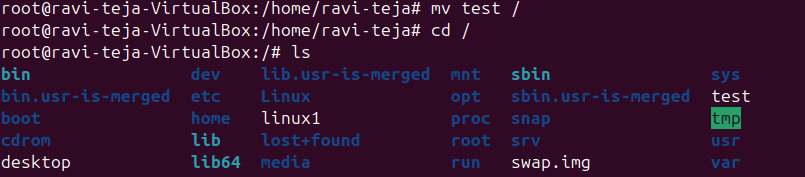 root@ravi-teja-VirtualBox:/home/ravi-teja# mv test /
root@ravi-teja-VirtualBox:/home/ravi-teja# cd /
root@ravi-teja-VirtualBox:/# ls
bin dev lib.usr-is-merged mnt sbin sys
bin.usr-is-merged etc Linux opt sbin.usr-is-merged test
boot home linux1 proc snap tmp
cdrom lib lost+found root srv usr
desktop lib64 media run swap.img var